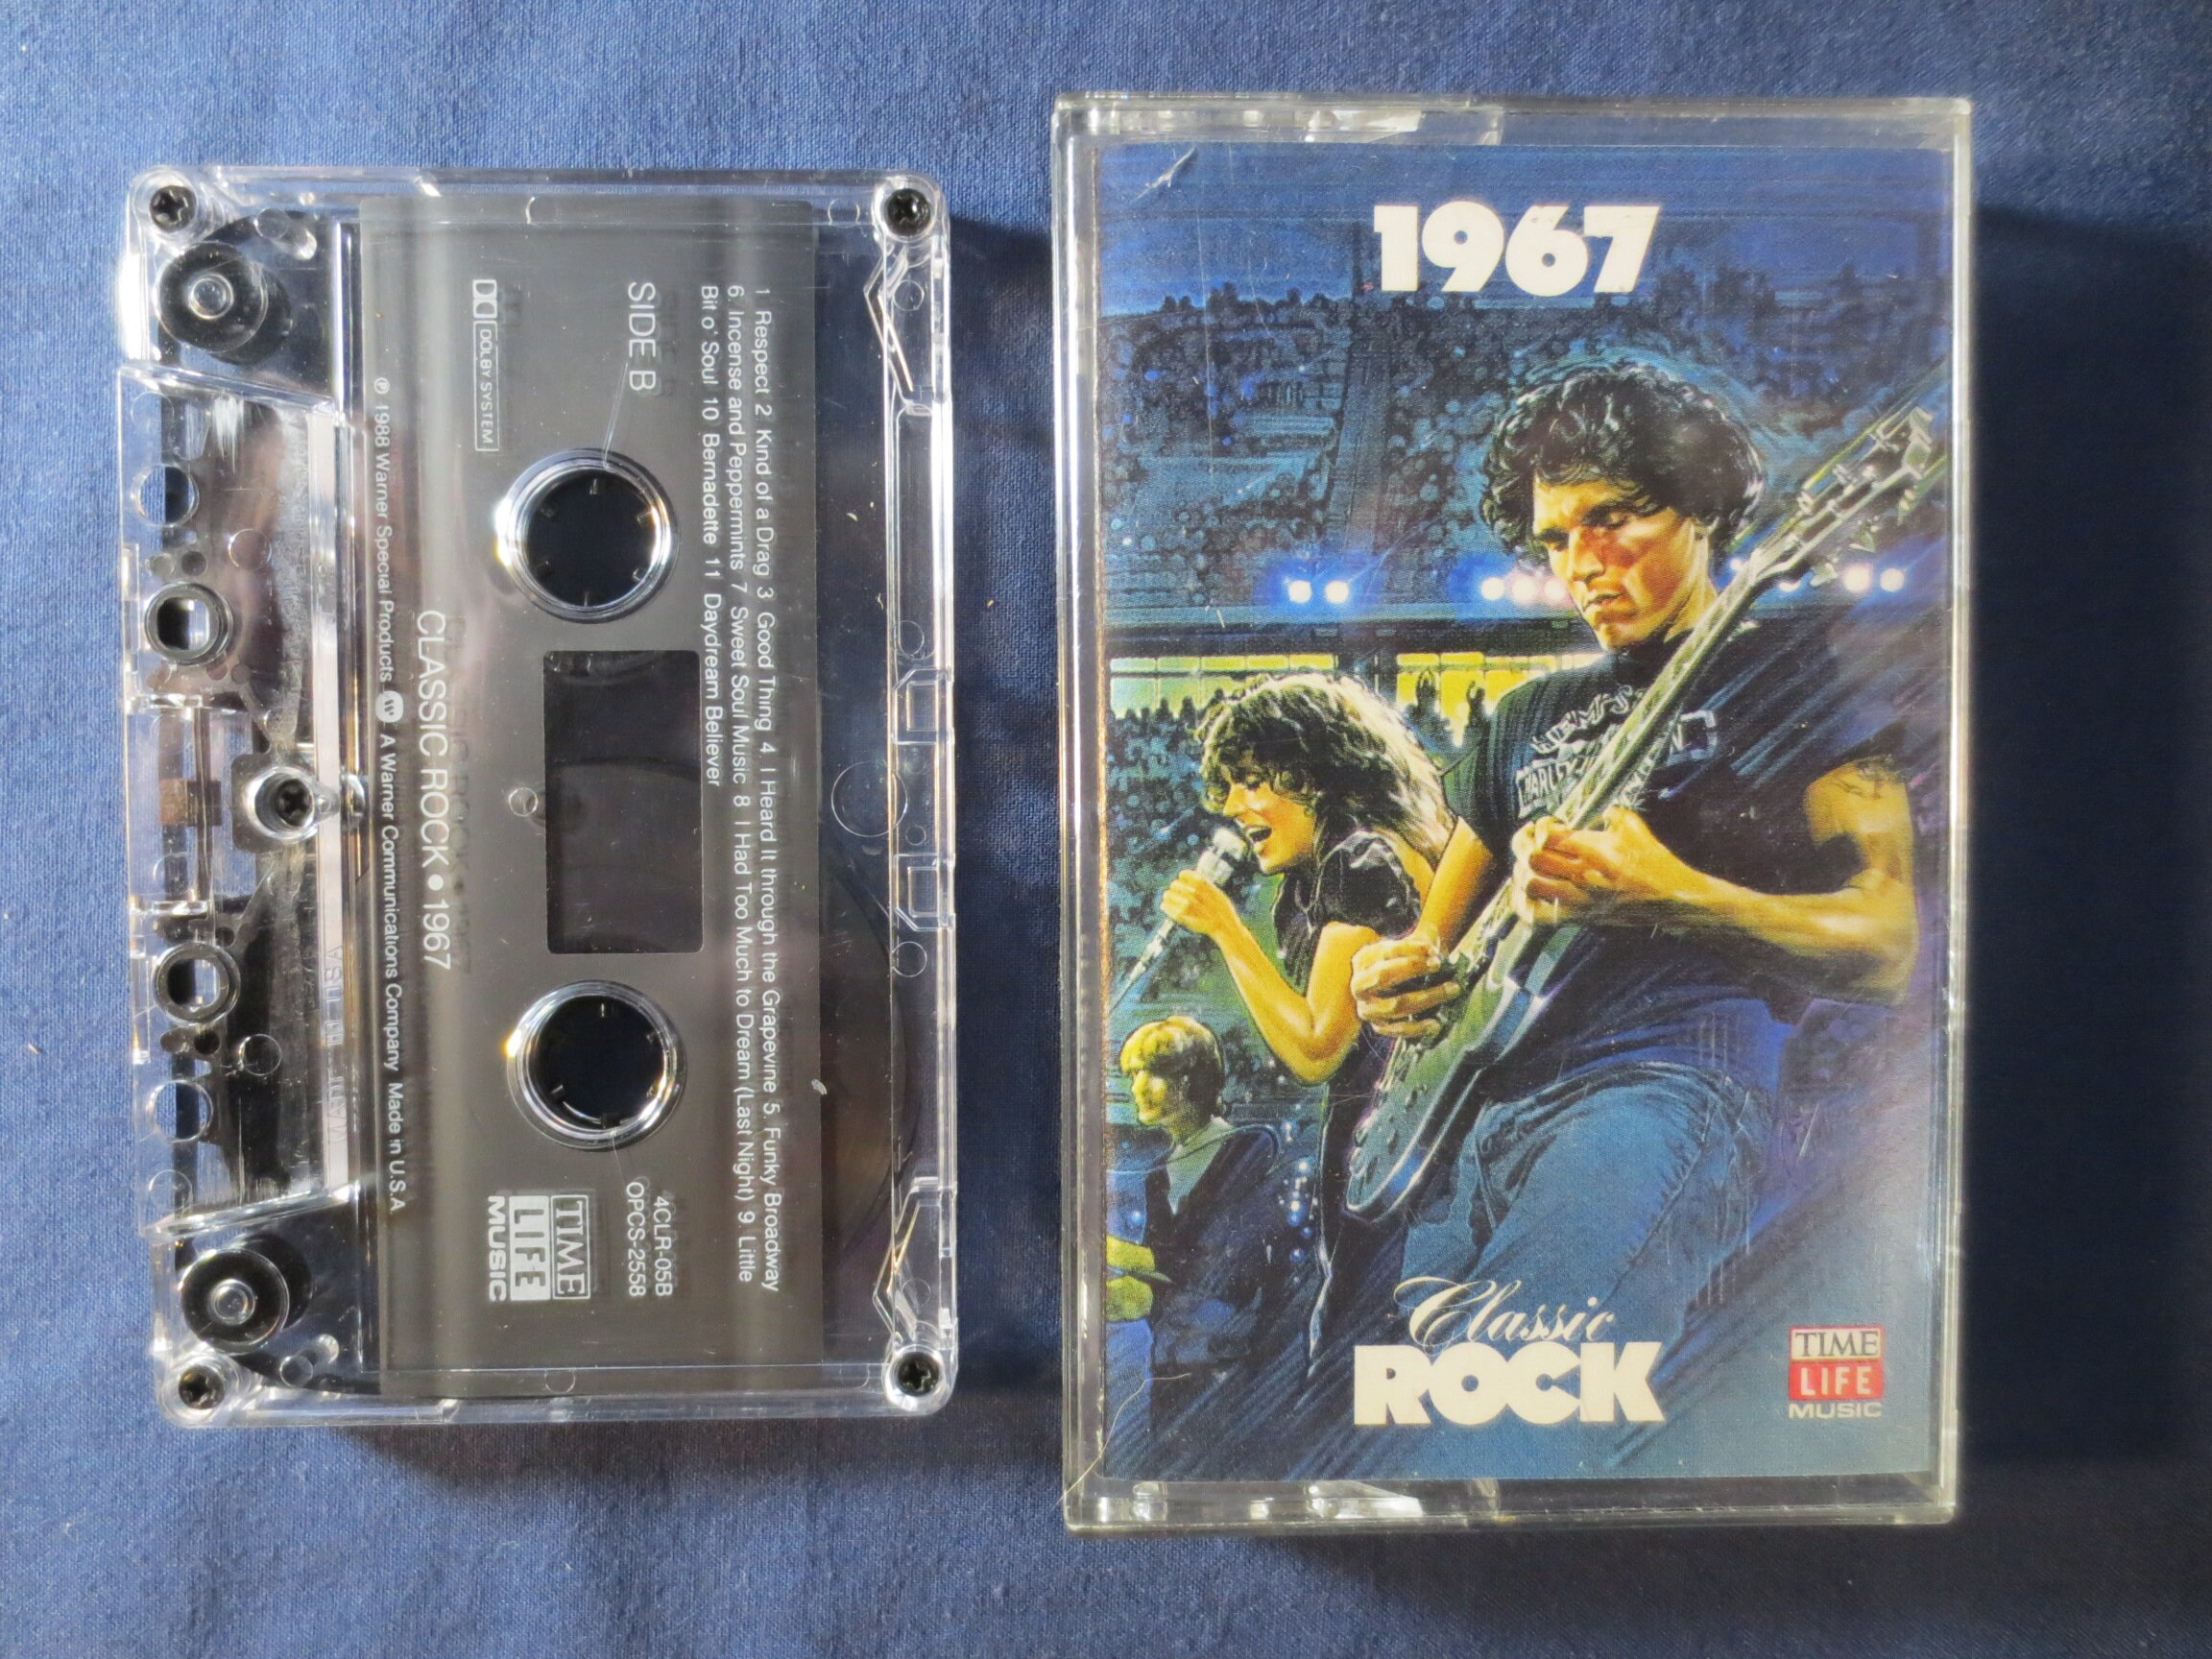 1 Respect 2 Kind of a Drag 3 Good Thing 4. I Heard It through the Grapevine 5. Funky Broadway
6. Incense and Peppermints 7 Sweet Soul Music 8 I Had Too Much to Dream (Last Night) 9 Little
Bit o' Soul 10 Bernadette 11 Daydream Believer
SIDE B
4CLR-05B
OPCS-2558
DOLBY SYSTEM
TIME
LIFE
MUSIC
CLASSIC ROCK • 1967
℗ 1988 Warner Special Products A Warner Communications Company Made in U.S.A
1967
Classic
ROCK
TIME
LIFE
MUSIC